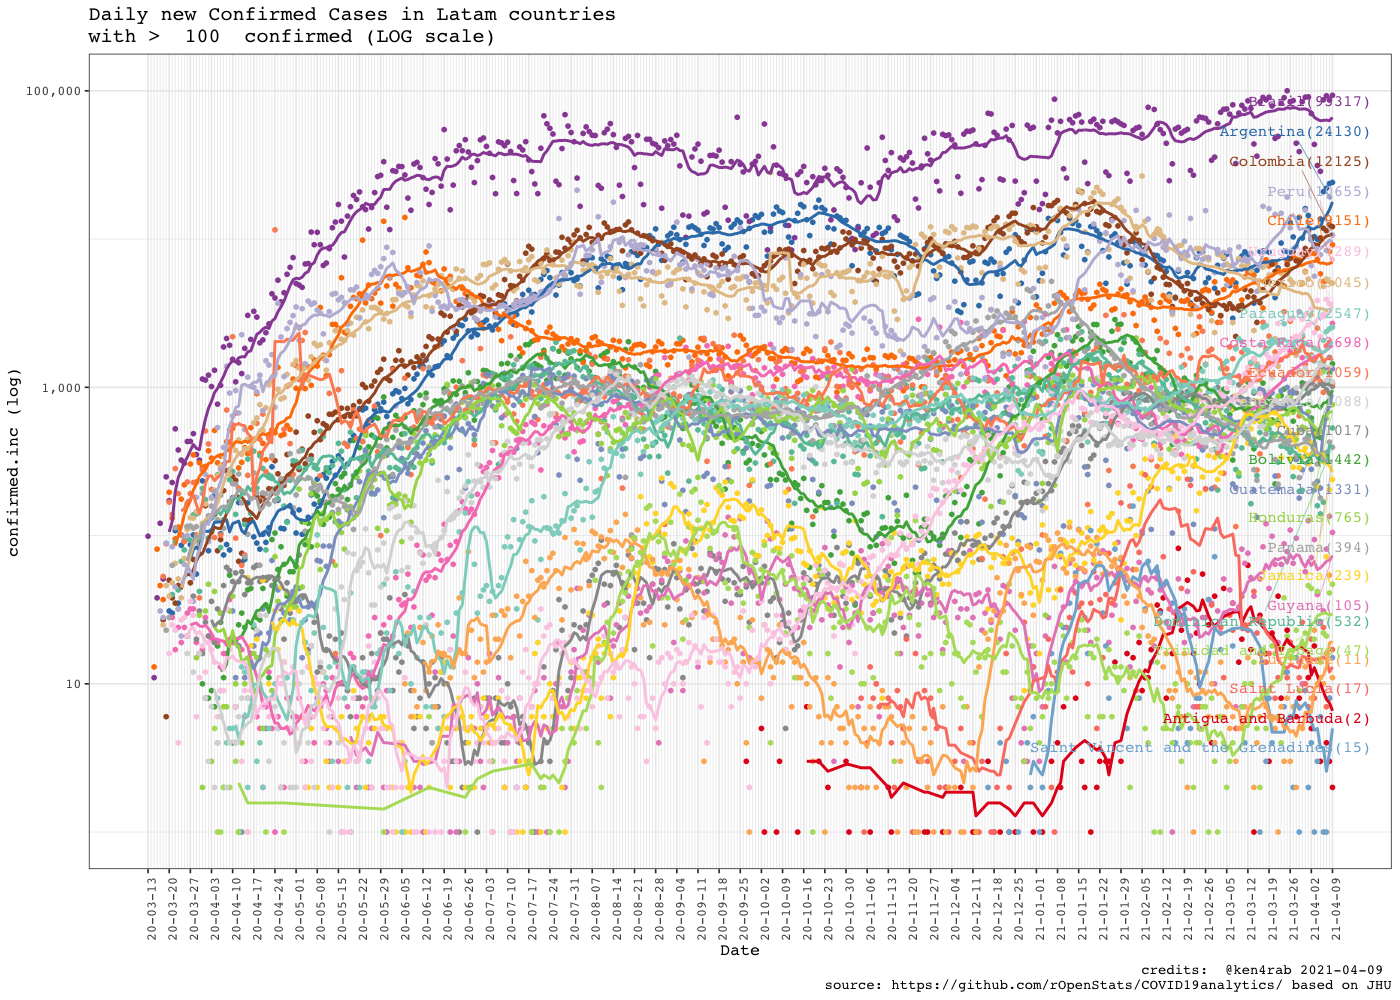 Daily new Confirmed Cases in Latam countries
with > 100 confirmed (LOG scale)
confirmed.inc (log)
100,000
1,000
10
Argentina(24130)
Colombia(12125)
Chile(9151)
Paraguay(2547)
Costa Rica(2698)
Cuba(1017)
Bolivia(1442)
Guatemala(1331)
Honduras(765)
Panama(394)
Jamaica(239)
Guyana(105)
Dominican Republic(532)
Saint Lucia(17)
Antigua and Barbuda(2)
Saint Vincent and the Grenadines(15)
20-03-13
20-03-20
20-03-27
20-04-03
20-04-10
20-04-17
20-04-24
20-05-01
20-05-08
20-05-15
20-05-22
20-05-29
20-06-05
20-06-12
20-06-19
20-06-26
20-07-03
20-07-10
20-07-17
20-07-24
20-07-31
20-08-07
20-08-14
20-08-21
20-08-28
20-09-04
20-09-11
20-09-18
20-09-25
20-10-02
20-10-09
20-10-16
20-10-23
20-10-30
20-11-06
20-11-13
20-11-20
20-11-27
20-12-04
20-12-11
20-12-18
20-12-25
21-01-01
21-01-08
21-01-15
21-01-22
21-01-29
21-02-05
21-02-12
21-02-19
21-02-26
21-03-05
21-03-12
21-03-19
21-03-26
21-04-02
21-04-09
Date
credits: @ken4rab 2021-04-09
source: https://github.com/rOpenStats/COVID19analytics/ based on JHU